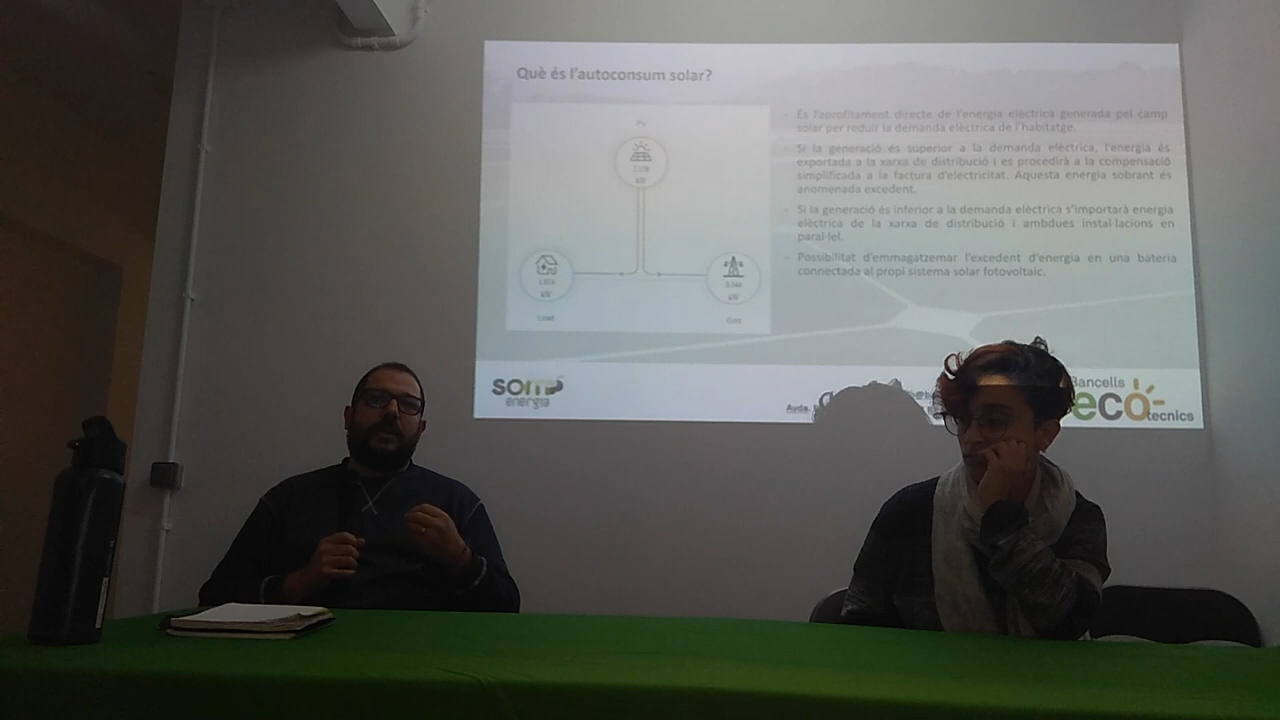 Què és l'autoconsum solar?
- És l'aprofitament directe de l'energia elèctrica generada pel camp
solar per reduir la demanda elèctrica de l'habitatge.
- Si la generació és superior a la demanda elèctrica, l'energia és
exportada a la xarxa de distribució i es procedirà a la compensació
simplificada a la factura d'electricitat. Aquesta energia sobrant és
anomenada excedent.
- Si la generació és inferior a la demanda elèctrica s'importarà energia
elèctrica de la xarxa de distribució i ambdues instal·lacions en
paral·lel.
- Possibilitat d'emmagatzemar l'excedent d'energia en una bateria
connectada al propi sistema solar fotovoltaic.
PV
kW
kW
kW
Load
Grid
som
energia
Avda.
Bancells
eco
tecnics